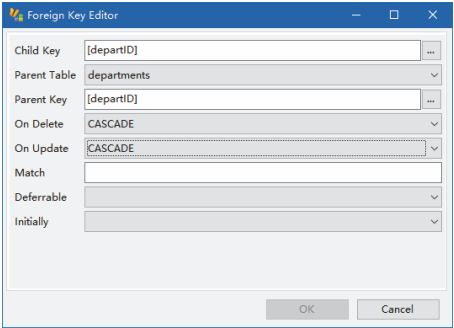 Foreign Key Editor
Child Key [departID] ...
Parent Table departments
Parent Key [departID] ...
On Delete CASCADE
On Update CASCADE
Match
Deferrable
Initially
OK Cancel